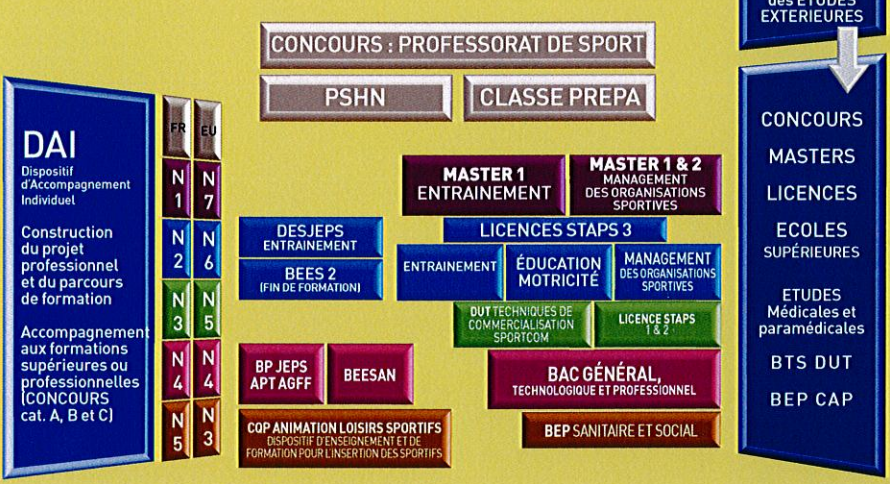 des ETUDES
EXTERIEURES
CONCOURS : PROFESSORAT DE SPORT
PSHN
CLASSE PREPA
DAI
Dispositif
d'Accompagnement
Individuel
Construction
du projet
professionnel
et du parcours
de formation
Accompagnement
aux formations
supérieures ou
professionnelles
(CONCOURS
cat. A, B et C)
FR
EU
N
1
N
7
N
2
N
6
N
3
N
5
N
4
N
4
N
5
N
3
MASTER 1
ENTRAINEMENT
MASTER 1 & 2
MANAGEMENT
DES ORGANISATIONS
SPORTIVES
DESJEPS
ENTRAINEMENT
LICENCES STAPS 3
BEES 2
(FIN DE FORMATION)
ENTRAINEMENT
ÉDUCATION
MOTRICITÉ
MANAGEMENT
DES ORGANISATIONS
SPORTIVES
DUT TECHNIQUES DE
COMMERCIALISATION
SPORTCOM
LICENCE STAPS
1 & 2
BP JEPS
APT AGFF
BEESAN
BAC GÉNÉRAL,
TECHNOLOGIQUE ET PROFESSIONNEL
CQP ANIMATION LOISIRS SPORTIFS
DISPOSITIF D'ENSEIGNEMENT ET DE
FORMATION POUR L'INSERTION DES SPORTIFS
BEP SANITAIRE ET SOCIAL
CONCOURS
MASTERS
LICENCES
ECOLES
SUPÉRIEURES
ETUDES
Médicales et
paramédicales
BTS DUT
BEP CAP